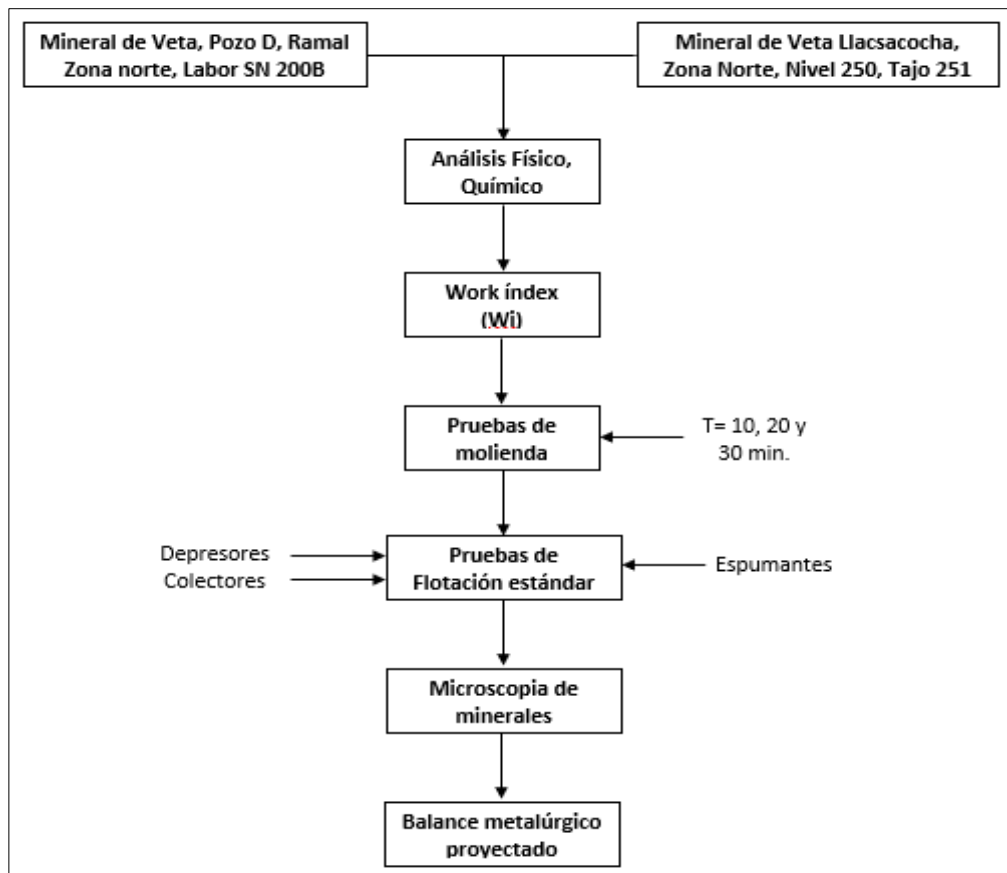 Mineral de Veta, Pozo D, Ramal
Zona norte, Labor SN 200B
Mineral de Veta Llacsacocha,
Zona Norte, Nivel 250, Tajo 251
Análisis Físico,
Químico
Work índex
(Wi)
Pruebas de
molienda
T= 10, 20 y
30 min.
Depresores
Colectores
Pruebas de
Flotación estándar
Espumantes
Microscopia de
minerales
Balance metalúrgico
proyectado